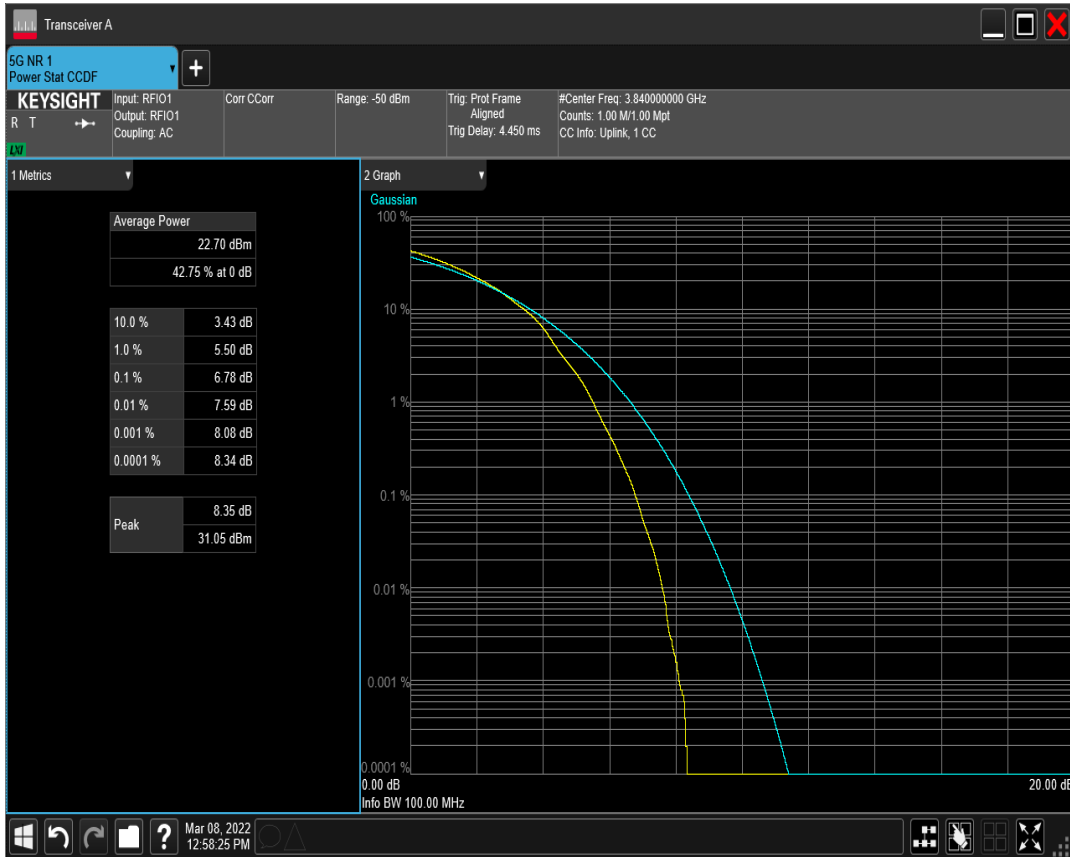 Transceiver A
5G NR 1
Power Stat CCDF
KEYSIGHT
R T
LXI
Input: RFIO1
Output: RFIO1
Coupling: AC
Corr CCorr
Range: -50 dBm
Trig: Prot Frame
Aligned
Trig Delay: 4.450 ms
#Center Freq: 3.840000000 GHz
Counts: 1.00 M/1.00 Mpt
CC Info: Uplink, 1 CC
1 Metrics
Average Power
22.70 dBm
42.75 % at 0 dB
10.0 % 3.43 dB
1.0 % 5.50 dB
0.1 % 6.78 dB
0.01 % 7.59 dB
0.001 % 8.08 dB
0.0001 % 8.34 dB
Peak
8.35 dB
31.05 dBm
2 Graph
Gaussian
100 %
10 %
1 %
0.1 %
0.01 %
0.001 %
0.0001 %
0.00 dB 20.00 dB
Info BW 100.00 MHz
?
Mar 08, 2022
12:58:25 PM